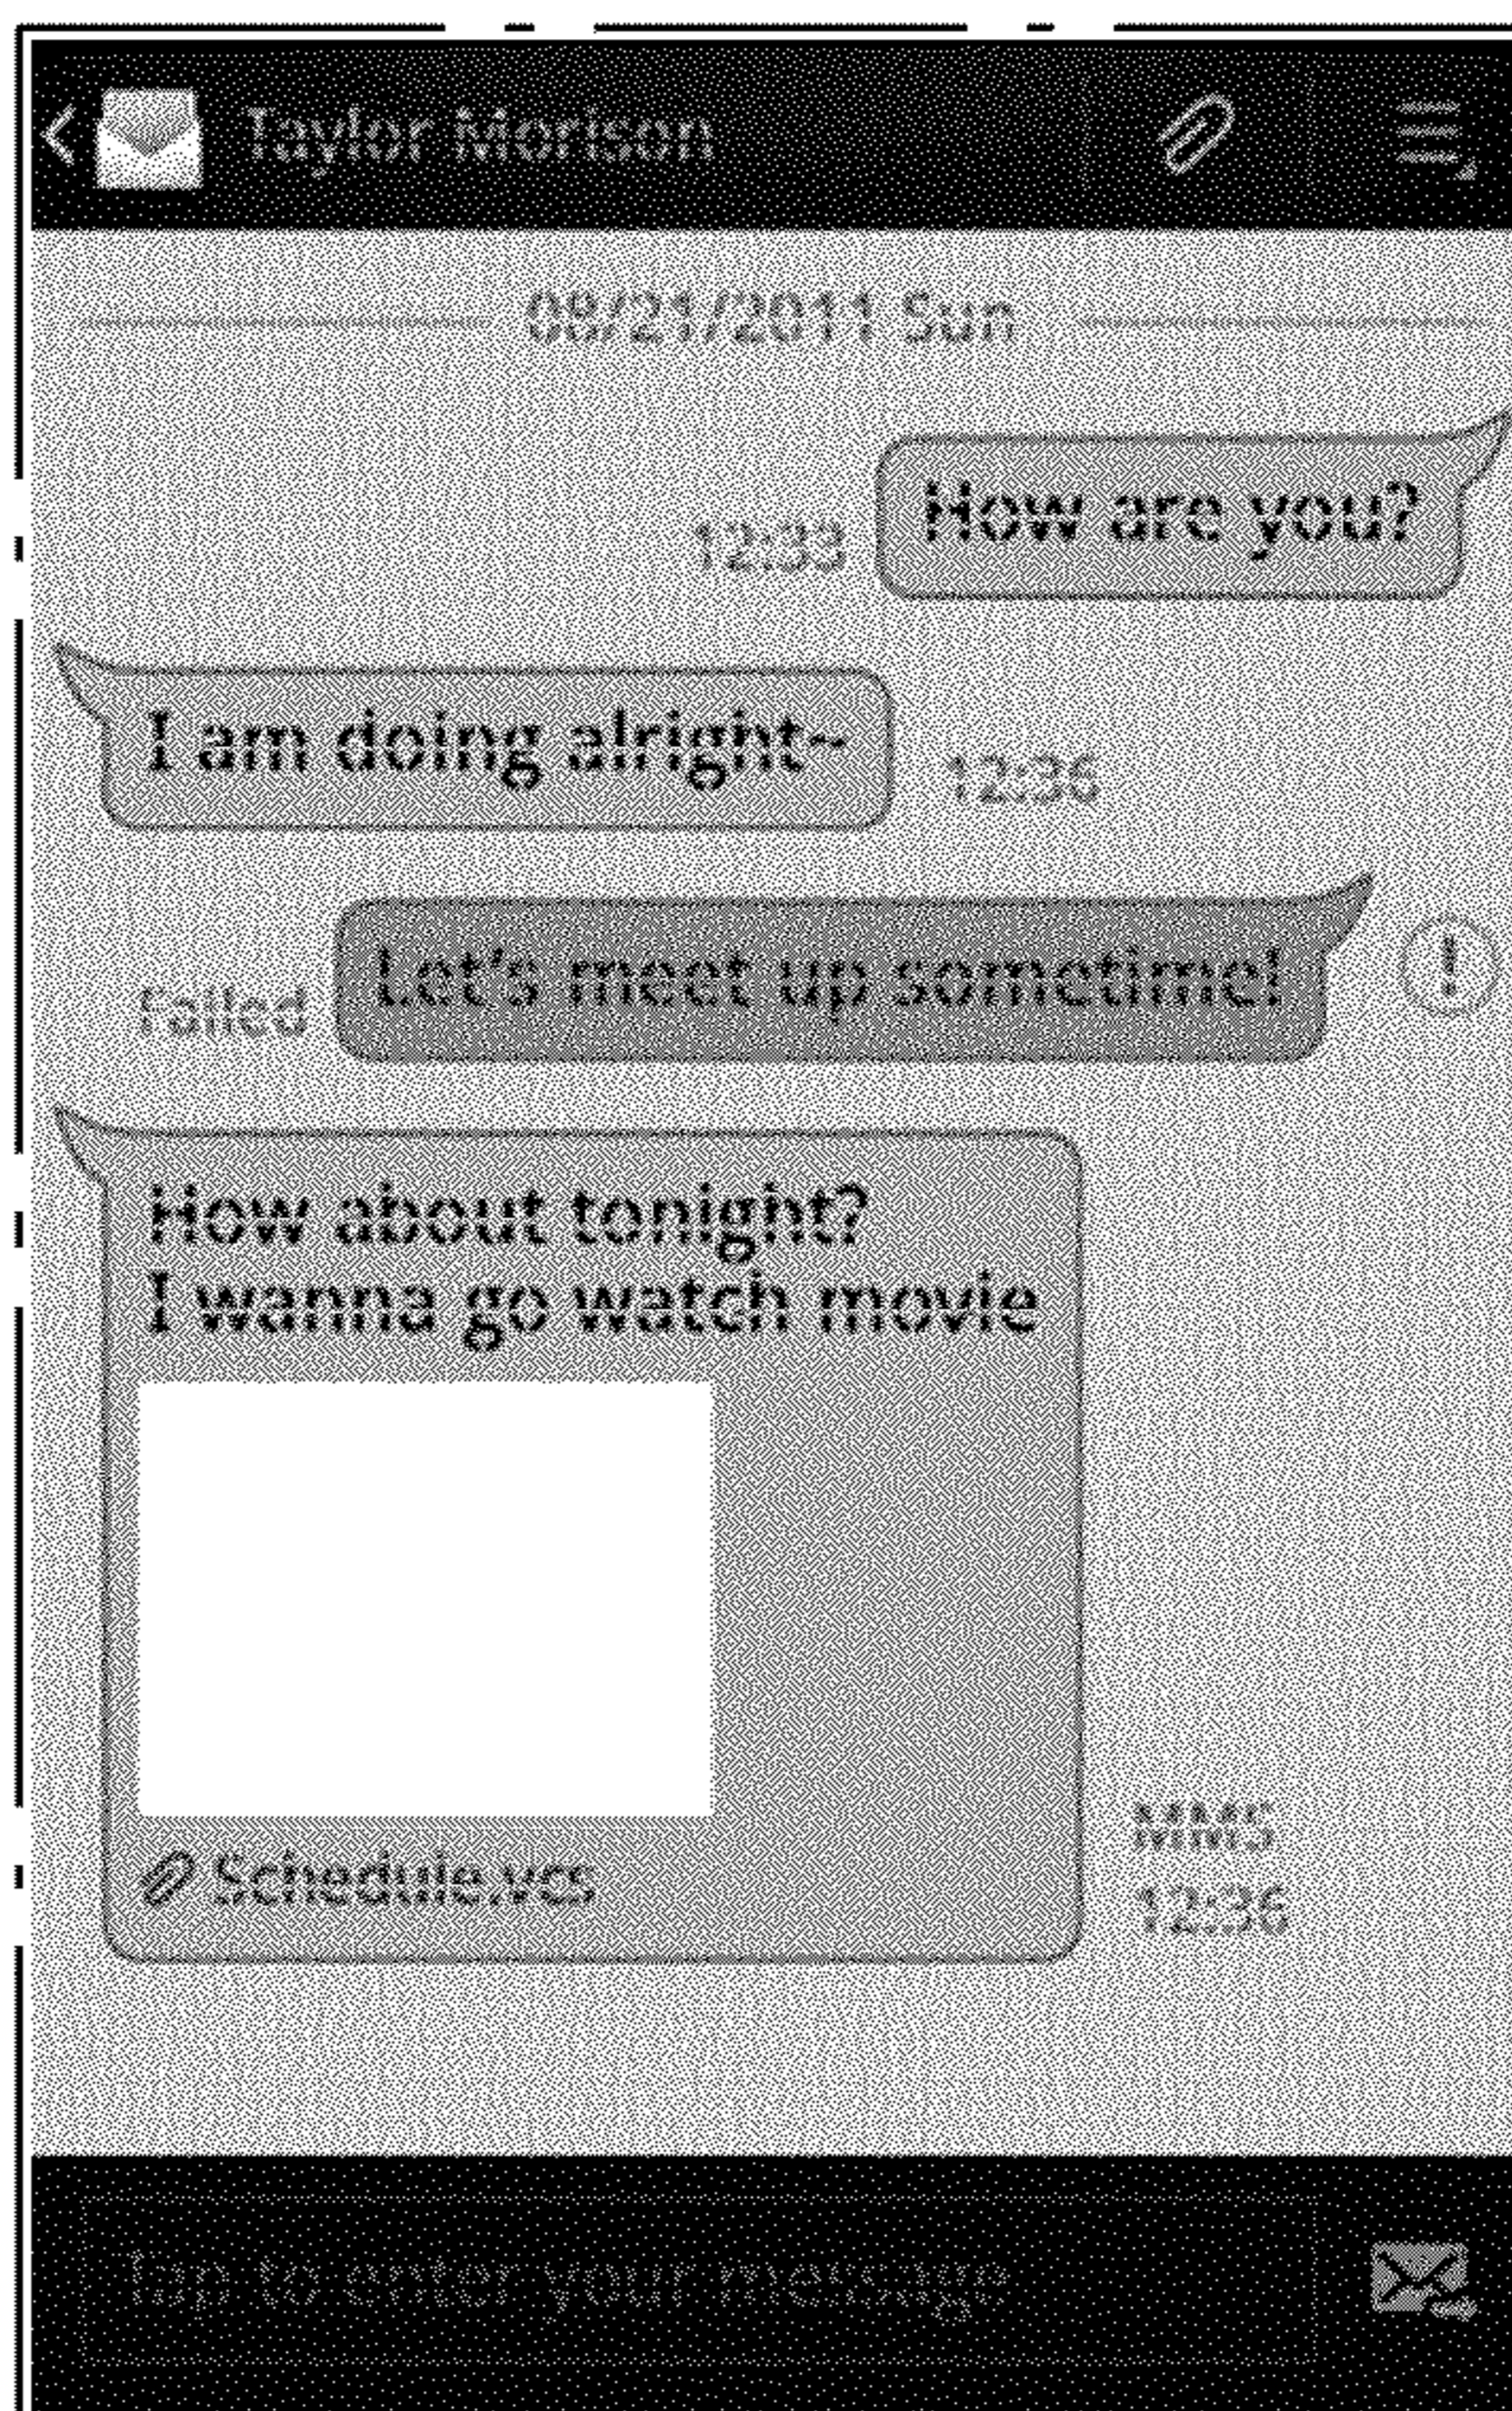 Taylor Morison
08/21/2011 Sun
How are you?
12:33
I am doing alright~
12:36
Let's meet up sometime!
Failed
How about tonight?
I wanna go watch movie
Schedule.vcs
MMS
12:36
Tap to enter your message